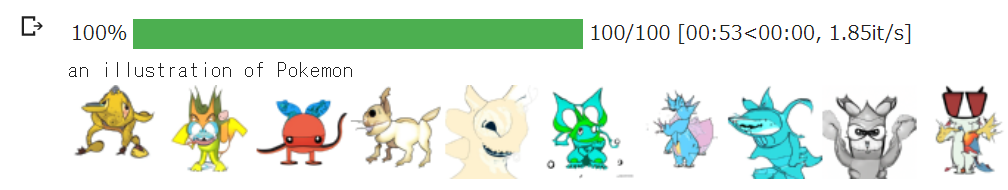 100% 100/100 [00:53<00:00, 1.85it/s]
an illustration of Pokemon